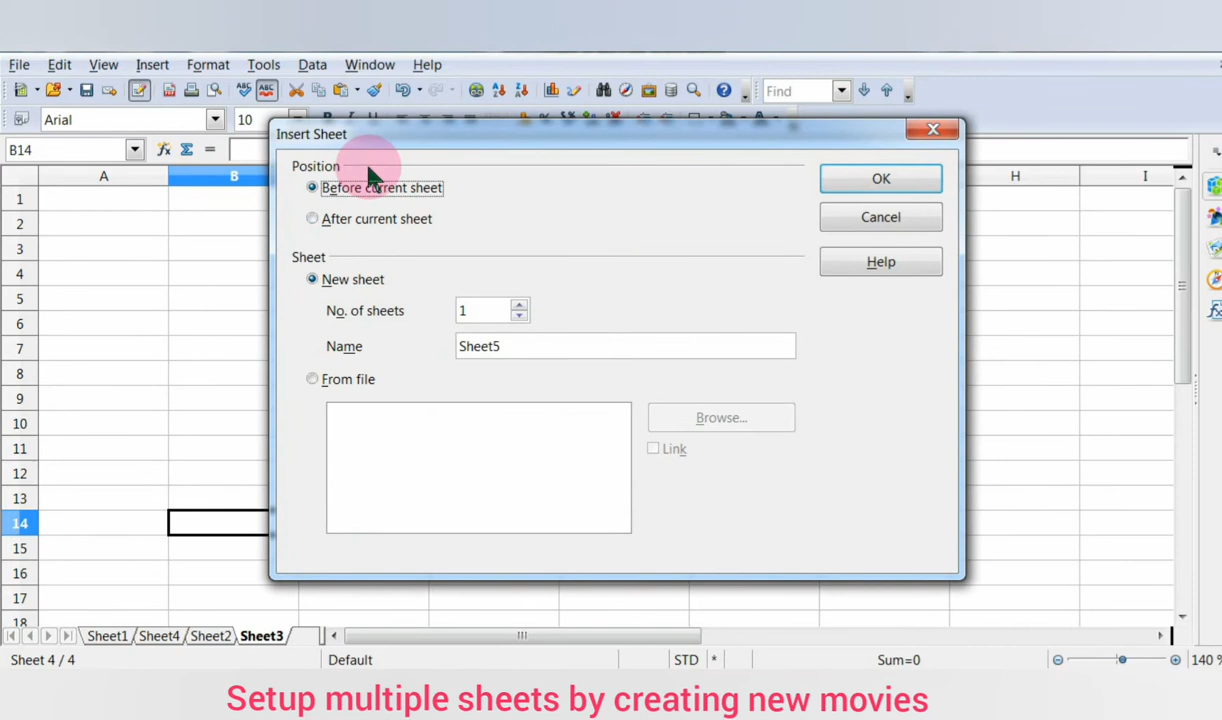 File Edit View Insert Format Tools Data Window Help
Find
Arial 10
B14
Insert Sheet
A B H I
1
2
3
4
5
6
7
8
9
10
11
12
13
14
15
16
17
18
Position
Before current sheet
After current sheet
Sheet
New sheet
No. of sheets 1
Name Sheet5
From file
Browse...
Link
OK
Cancel
Help
Sheet1 Sheet4 Sheet2 Sheet3
Sheet 4 / 4 Default STD * Sum=0 140 %
Setup multiple sheets by creating new movies